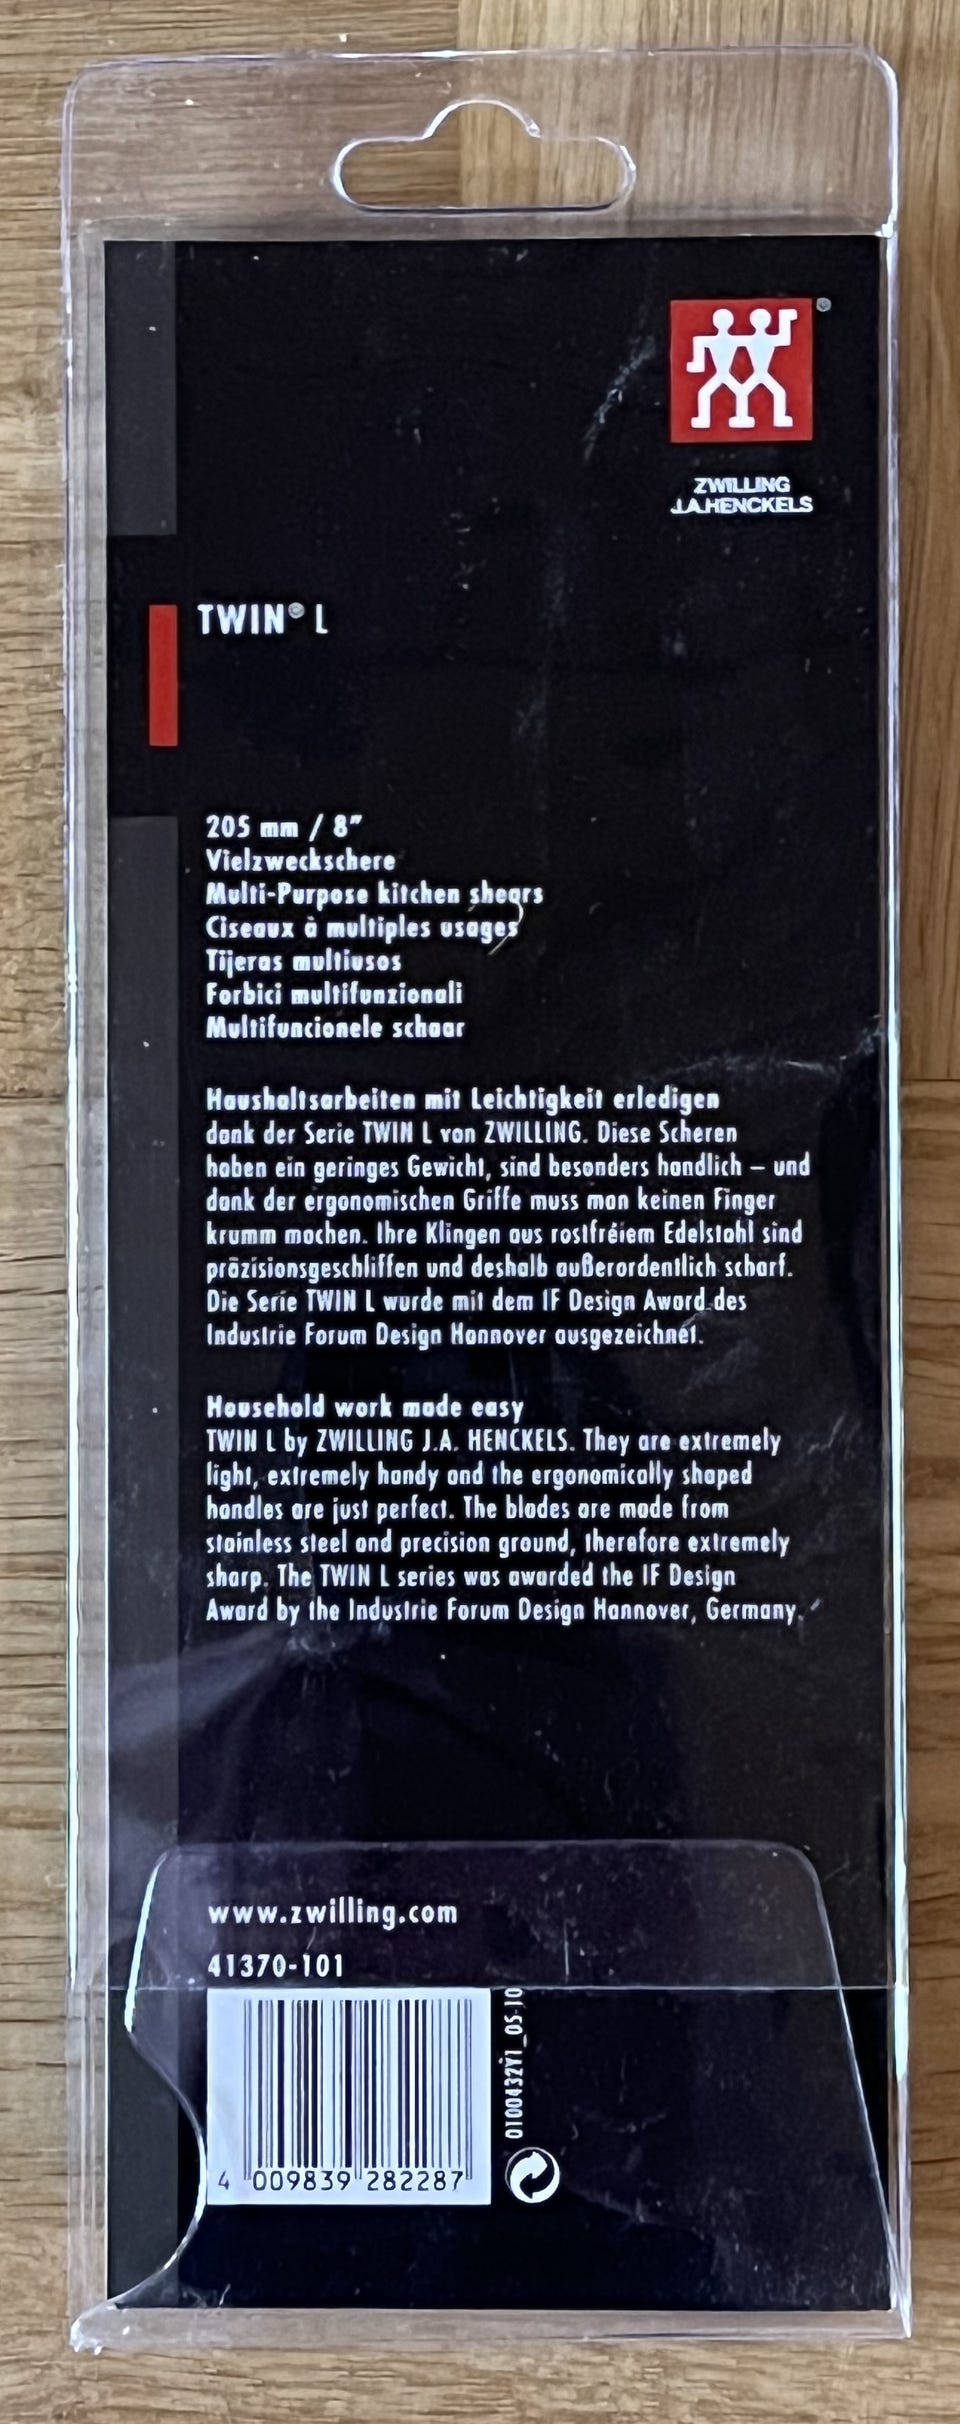 ®
ZWILLING
J.A.HENCKELS
TWIN® L
205 mm / 8"
Vielzweckschere
Multi-Purpose kitchen shears
Ciseaux à multiples usages
Tijeras multiusos
Forbici multifunzionali
Multifuncionele schaar
Haushaltsarbeiten mit Leichtigkeit erledigen
dank der Serie TWIN L von ZWILLING. Diese Scheren
haben ein geringes Gewicht, sind besonders handlich – und
dank der ergonomischen Griffe muss man keinen Finger
krumm machen. Ihre Klingen aus rostfreiem Edelstahl sind
präzisionsgeschliffen und deshalb außerordentlich scharf.
Die Serie TWIN L wurde mit dem IF Design Award des
Industrie Forum Design Hannover ausgezeichnet.
Household work made easy
TWIN L by ZWILLING J.A. HENCKELS. They are extremely
light, extremely handy and the ergonomically shaped
handles are just perfect. The blades are made from
stainless steel and precision ground, therefore extremely
sharp. The TWIN L series was awarded the IF Design
Award by the Industrie Forum Design Hannover, Germany.
www.zwilling.com
41370-101
0100432Y1_05-10
4 009839 282287